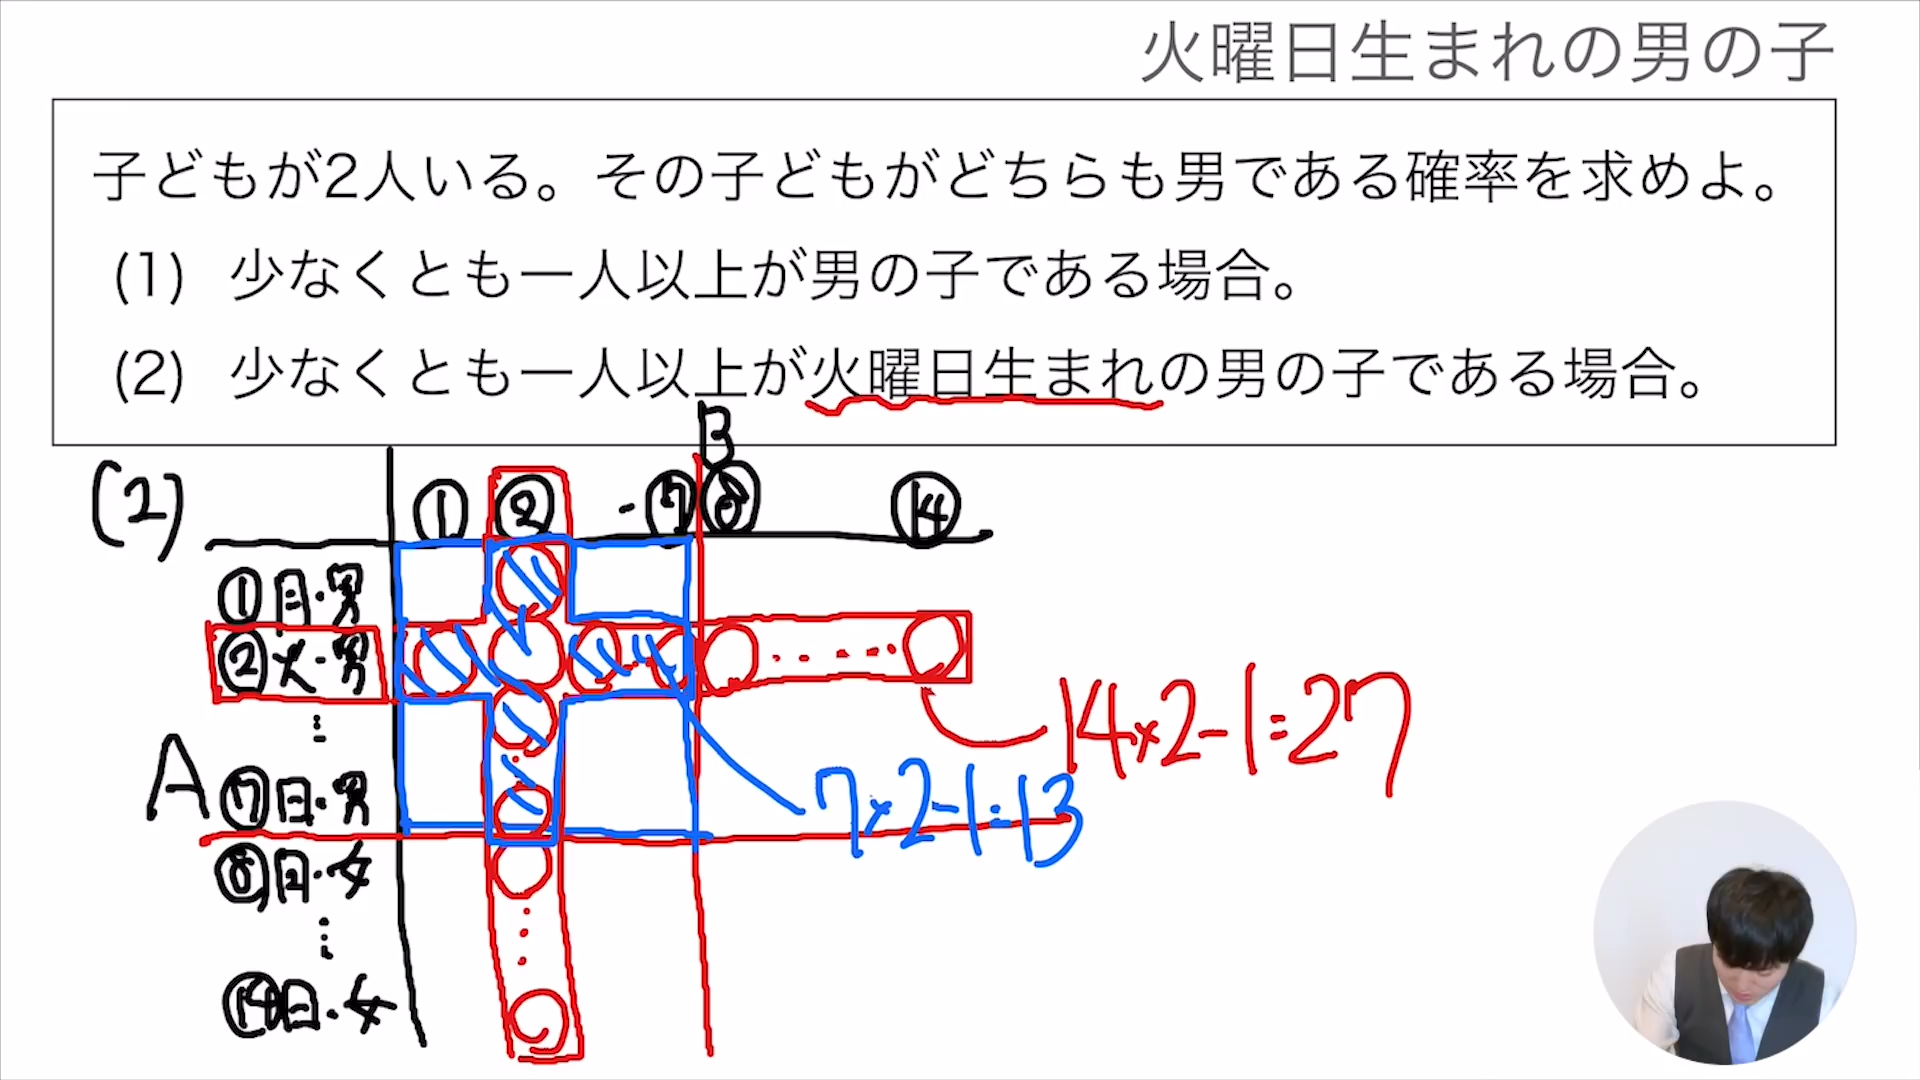 火曜日生まれの男の子
子どもが2人いる。その子どもがどちらも男である確率を求めよ。
(1) 少なくとも一人以上が男の子である場合。
(2) 少なくとも一人以上が火曜日生まれの男の子である場合。
B
(2) ① ② - ⑦ ⑧ ⑭
①月・男
②火・男
⋮
A ⑦日・男
⑧月・女
⋮
⑭日・女
14×2-1=27
7×2-1=13